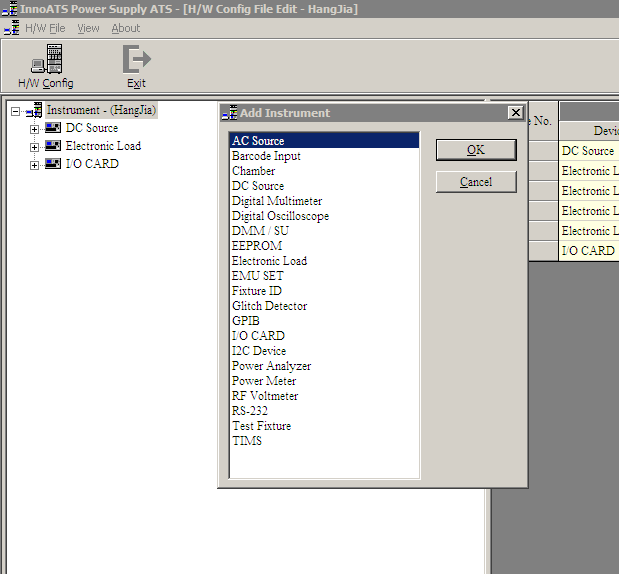 InnoATS Power Supply ATS - [H/W Config File Edit - HangJia]
H/W File View About
H/W Config Exit
Instrument - (HangJia)
DC Source
Electronic Load
I/O CARD
Add Instrument
AC Source
Barcode Input
Chamber
DC Source
Digital Multimeter
Digital Oscilloscope
DMM / SU
EEPROM
Electronic Load
EMU SET
Fixture ID
Glitch Detector
GPIB
I/O CARD
I2C Device
Power Analyzer
Power Meter
RF Voltmeter
RS-232
Test Fixture
TIMS
OK
Cancel
No.
Devic
DC Source
Electronic L
Electronic L
Electronic L
Electronic L
I/O CARD